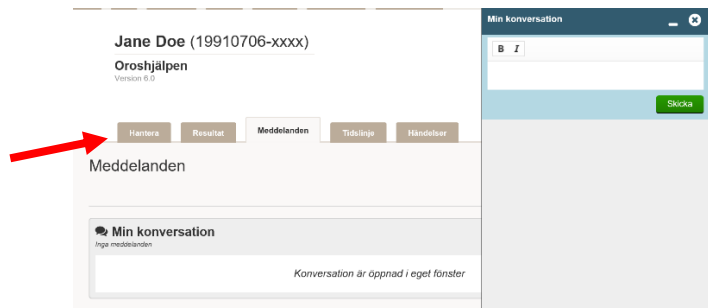 Jane Doe (19910706-xxxx)
Oroshjälpen
Version 6.0
Hantera
Resultat
Meddelanden
Tidslinje
Händelser
Meddelanden
Min konversation
Inga meddelanden
Konversation är öppnad i eget fönster
Min konversation
B I
Skicka